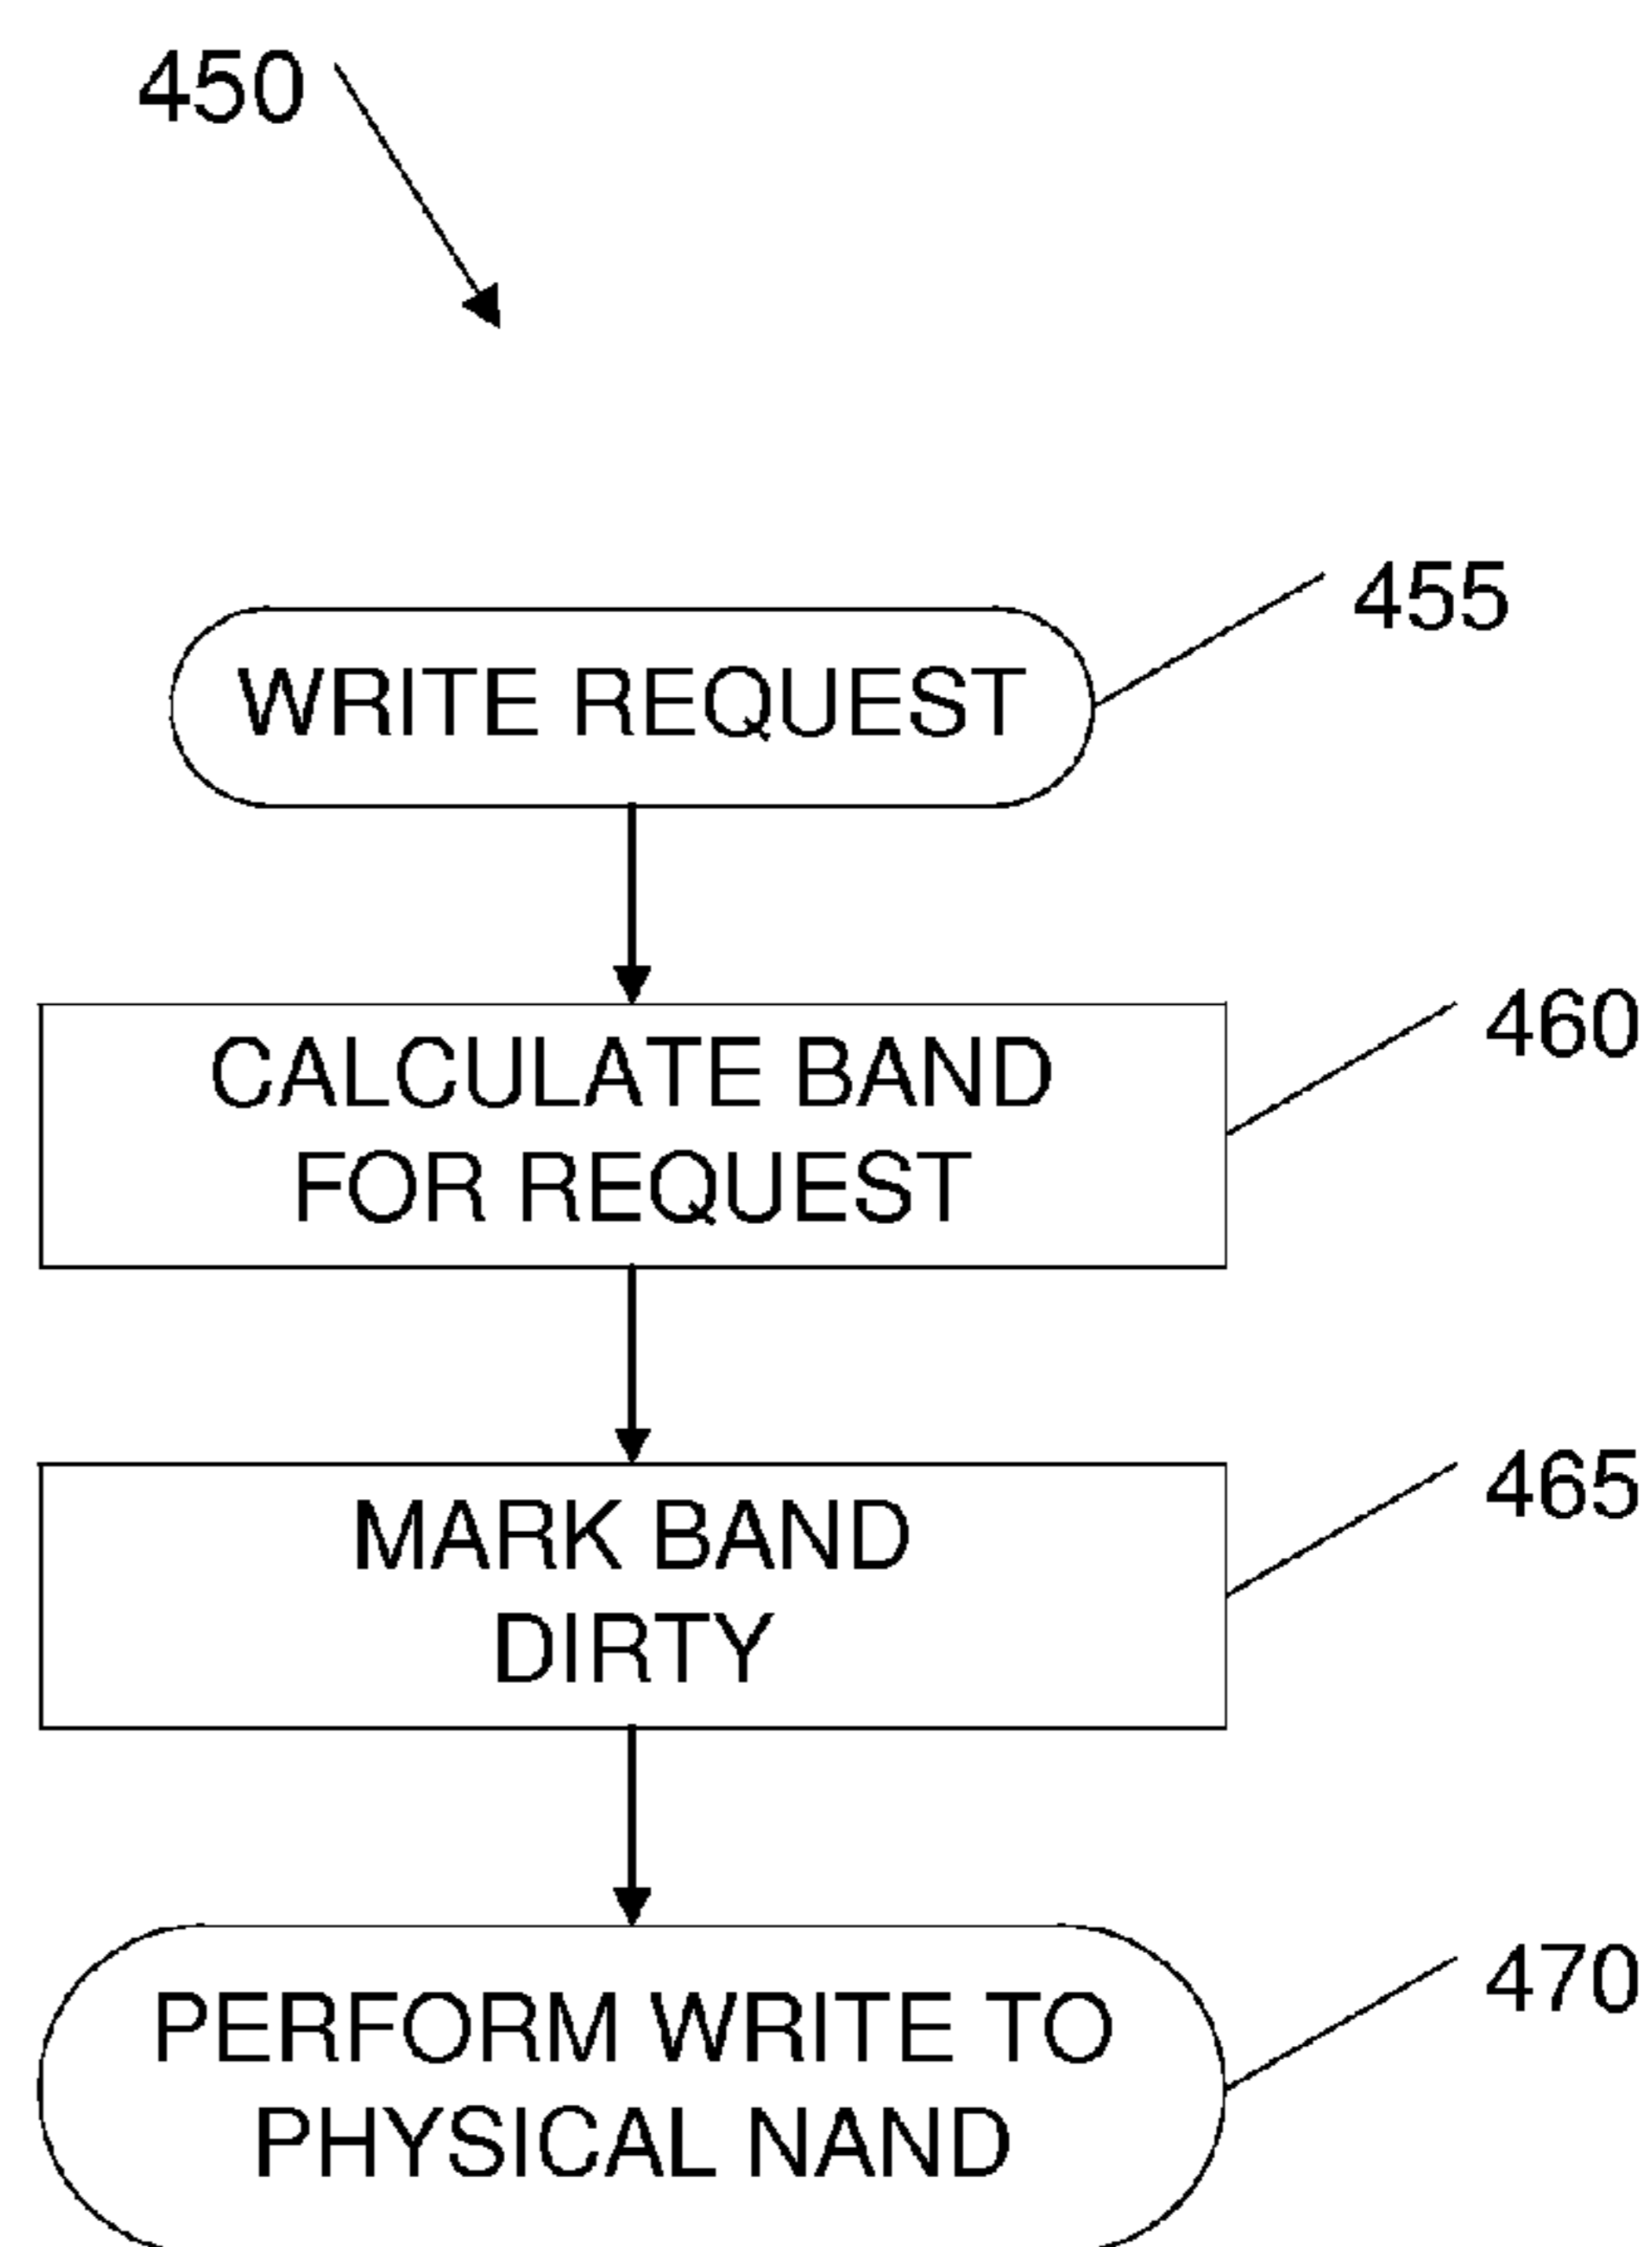 450
455
WRITE REQUEST
460
CALCULATE BAND
FOR REQUEST
465
MARK BAND
DIRTY
470
PERFORM WRITE TO
PHYSICAL NAND